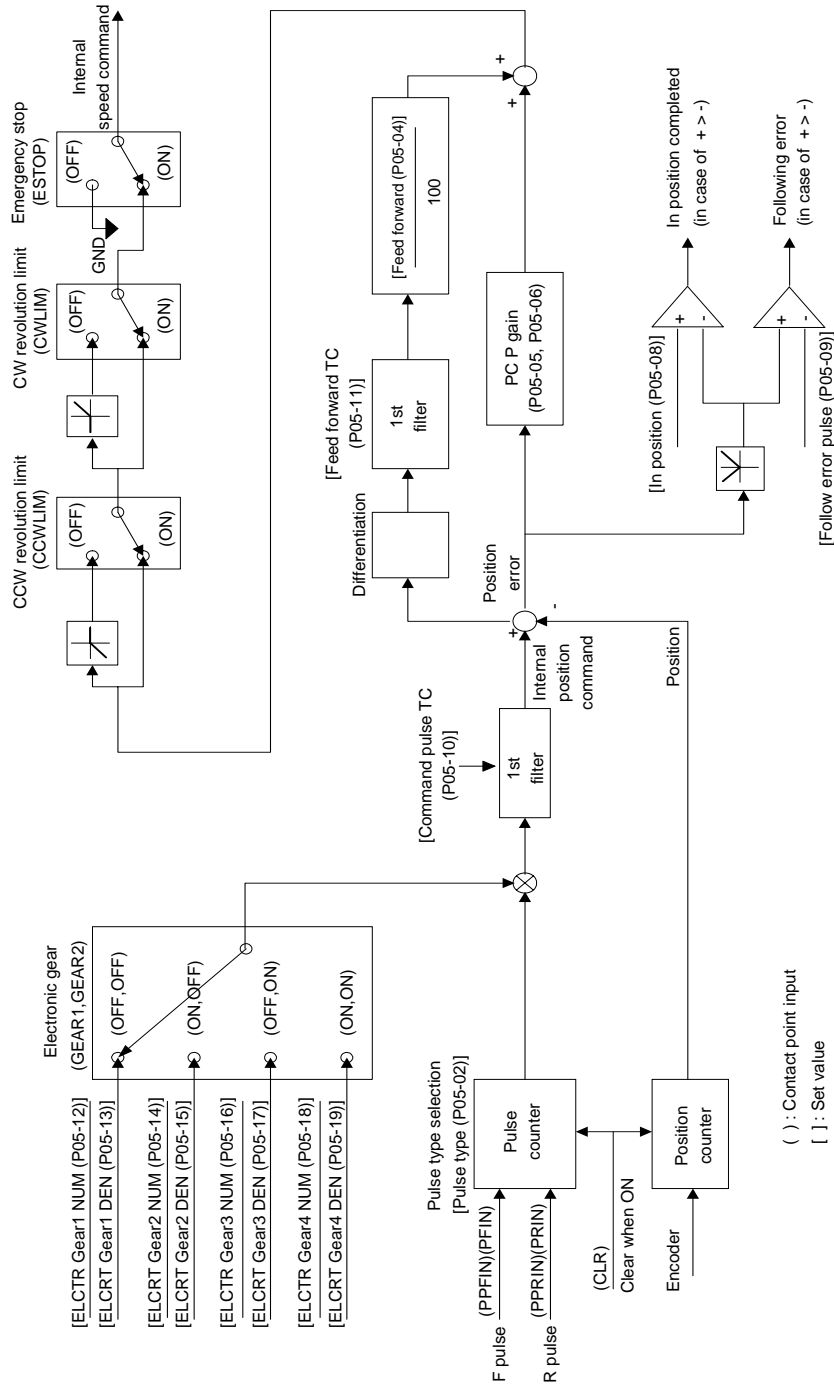 Electronic gear
(GEAR1,GEAR2)
[ELCTR Gear1 NUM (P05-12)]
[ELCRT Gear1 DEN (P05-13)]
(OFF,OFF)
[ELCTR Gear2 NUM (P05-14)]
[ELCRT Gear2 DEN (P05-15)]
(ON,OFF)
[ELCTR Gear3 NUM (P05-16)]
[ELCRT Gear3 DEN (P05-17)]
(OFF,ON)
[ELCTR Gear4 NUM (P05-18)]
[ELCRT Gear4 DEN (P05-19)]
(ON,ON)
Pulse type selection
[Pulse type (P05-02)]
F pulse
(PPFIN)(PFIN)
R pulse
(PPRIN)(PRIN)
Pulse
counter
(CLR)
Clear when ON
Encoder
Position
counter
( ) : Contact point input
[ ] : Set value
[Command pulse TC
(P05-10)]
1st
filter
Internal
position
command
+
-
Position
Position
error
Differentiation
[Feed forward TC
(P05-11)]
1st
filter
[Feed forward (P05-04)]
100
PC P gain
(P05-05, P05-06)
+
+
[In position (P05-08)]
+
-
In position completed
(in case of + > -)
[Follow error pulse (P05-09)]
+
-
Following error
(in case of + > -)
CCW revolution limit
(CCWLIM)
(OFF)
(ON)
CW revolution limit
(CWLIM)
(OFF)
(ON)
Emergency stop
(ESTOP)
(OFF)
(ON)
GND
Internal
speed command